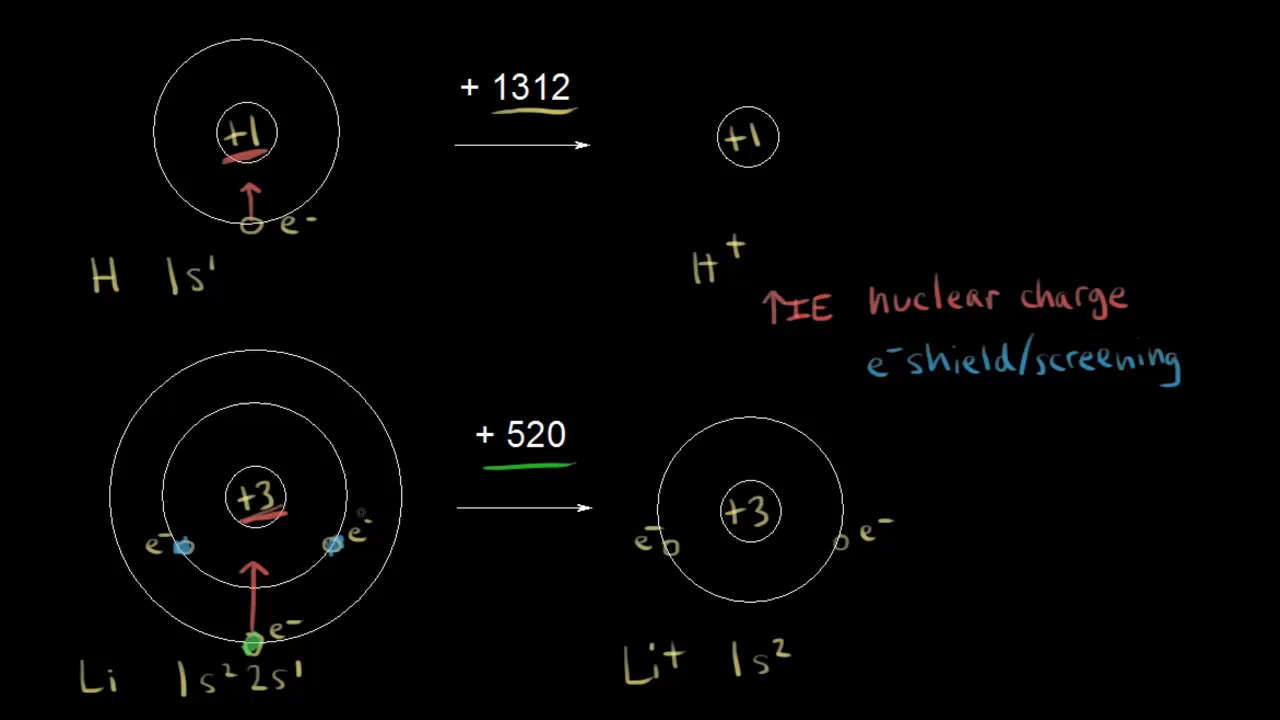 + 1312
+1
+1
e⁻
H 1s¹
H⁺
↑IE nuclear charge
e⁻ shield/screening
+ 520
+3
+3
e⁻
e⁻
e⁻
e⁻
e⁻
Li 1s² 2s¹
Li⁺ 1s²